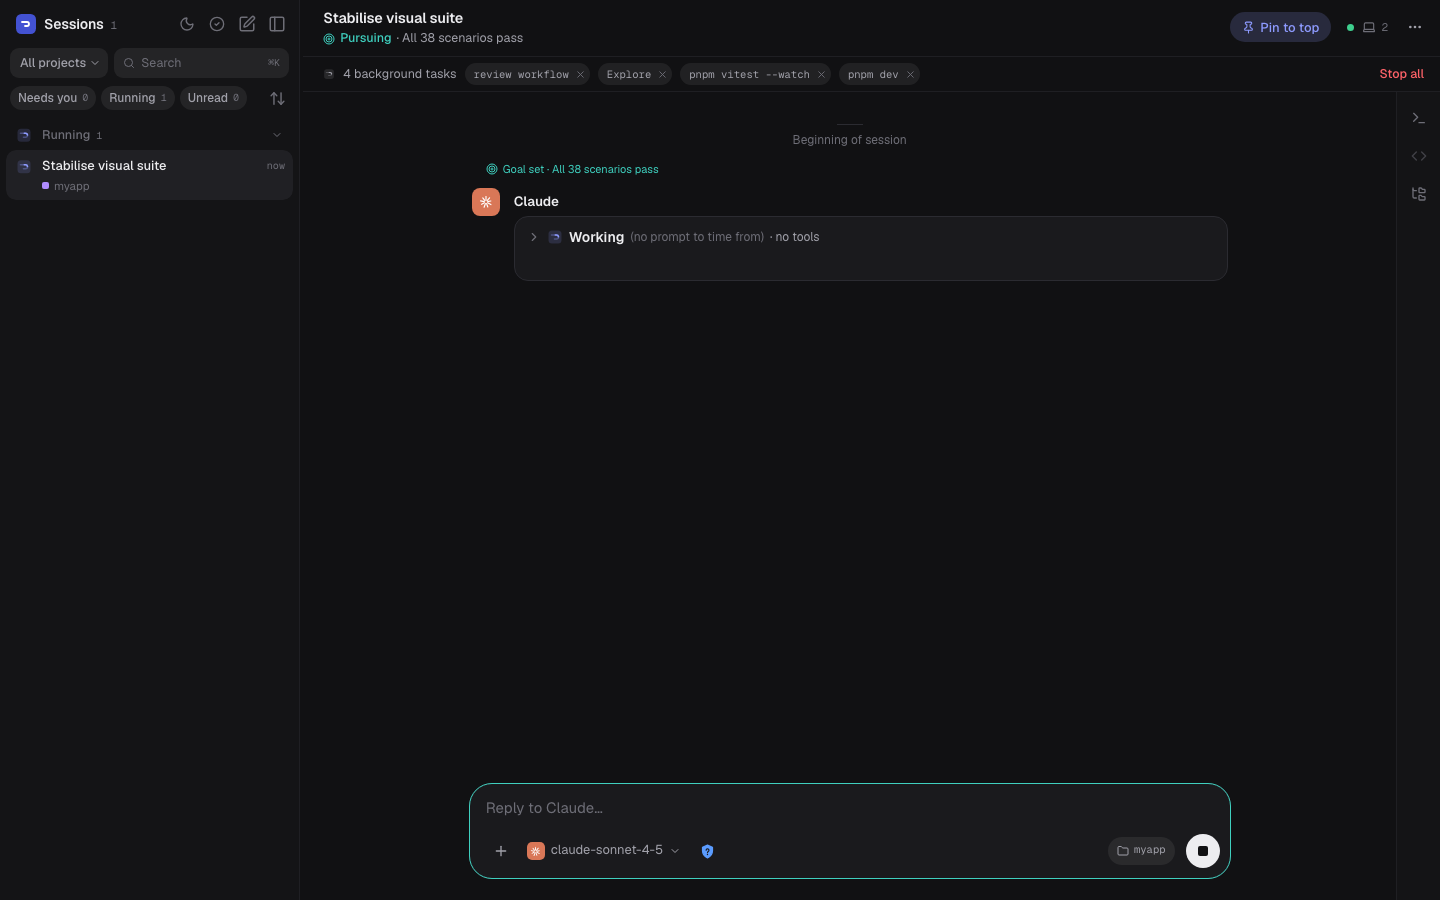 Sessions 1
All projects
Search ⌘K
Needs you 0
Running 1
Unread 0
Running 1
Stabilise visual suite now
myapp
Stabilise visual suite
Pursuing · All 38 scenarios pass
Pin to top
2
4 background tasks
review workflow
Explore
pnpm vitest --watch
pnpm dev
Stop all
Beginning of session
Goal set · All 38 scenarios pass
Claude
Working (no prompt to time from) · no tools
Reply to Claude...
claude-sonnet-4-5
myapp